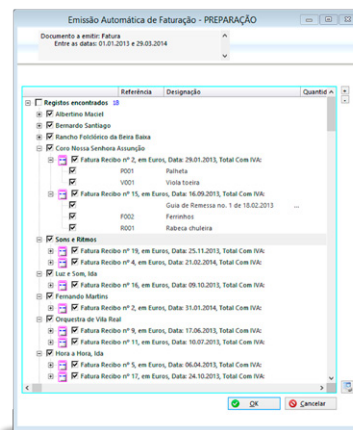 Emissão Automática de Faturação - PREPARAÇÃO
Documento a emitir: Fatura
Entre as datas: 01.01.2013 e 29.03.2014
Referência Designação Quantid
Registos encontrados
Albertino Maciel
Bernardo Santiago
Rancho Folclórico da Beira Baixa
Coro Nossa Senhora Assunção
Fatura Recibo nº 2, em Euros, Data: 29.01.2013, Total Com IVA:
P001 Palheta
V001 Viola toeira
Fatura Recibo nº 15, em Euros, Data: 16.09.2013, Total Com IVA:
Guia de Remessa no. 1 de 18.02.2013 ...
F002 Ferrinhos
R001 Rabeca chuleira
Sons e Ritmos
Fatura Recibo nº 19, em Euros, Data: 25.11.2013, Total Com IVA:
Fatura Recibo nº 4, em Euros, Data: 21.02.2014, Total Com IVA:
Luz e Som, lda
Fatura Recibo nº 16, em Euros, Data: 09.10.2013, Total Com IVA:
Fernando Martins
Fatura Recibo nº 2, em Euros, Data: 31.01.2014, Total Com IVA:
Orquestra de Vila Real
Fatura Recibo nº 9, em Euros, Data: 17.06.2013, Total Com IVA:
Fatura Recibo nº 11, em Euros, Data: 10.07.2013, Total Com IVA:
Hora a Hora, lda
Fatura Recibo nº 5, em Euros, Data: 06.04.2013, Total Com IVA:
Fatura Recibo nº 17, em Euros, Data: 24.10.2013, Total Com IVA:
OK Cancelar